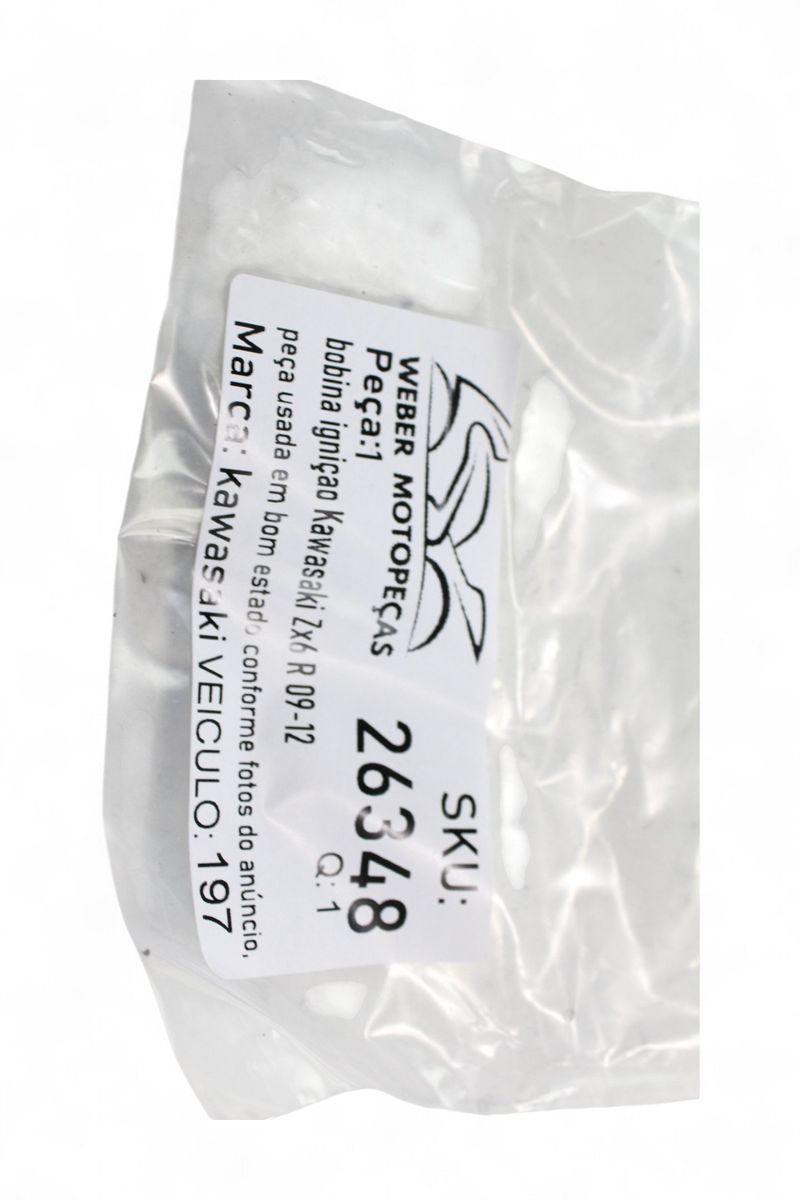 WEBER MOTOPEÇAS
SKU:
Peça:1
26348
bobina igniçao Kawasaki Zx6 R 09-12
Q: 1
peça usada em bom estado conforme fotos do anúncio,
Marca: kawasaki VEICULO: 197